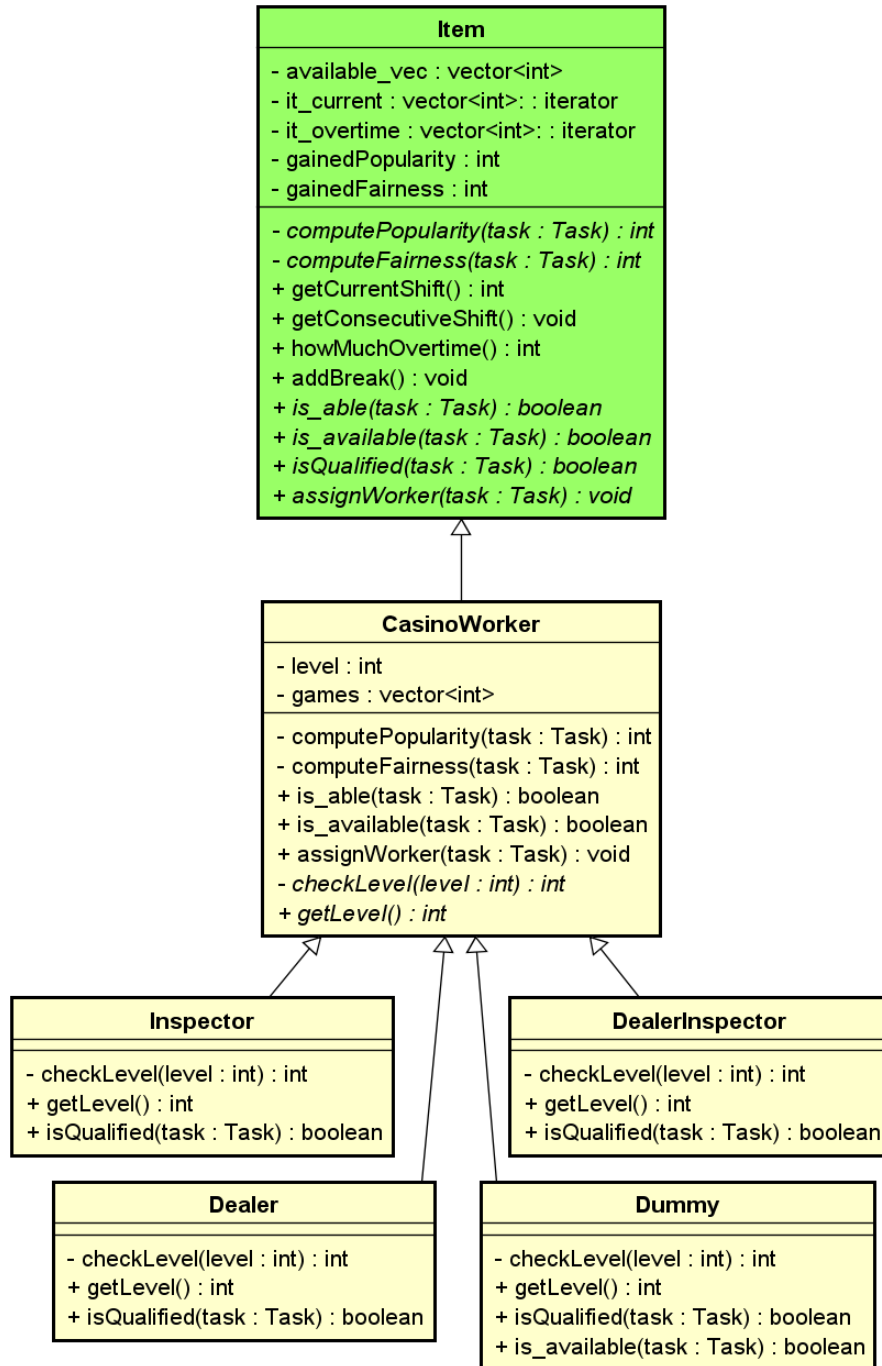 Item
- available_vec : vector<int>
- it_current : vector<int>: : iterator
- it_overtime : vector<int>: : iterator
- gainedPopularity : int
- gainedFairness : int
- computePopularity(task : Task) : int
- computeFairness(task : Task) : int
+ getCurrentShift() : int
+ getConsecutiveShift() : void
+ howMuchOvertime() : int
+ addBreak() : void
+ is_able(task : Task) : boolean
+ is_available(task : Task) : boolean
+ isQualified(task : Task) : boolean
+ assignWorker(task : Task) : void
CasinoWorker
- level : int
- games : vector<int>
- computePopularity(task : Task) : int
- computeFairness(task : Task) : int
+ is_able(task : Task) : boolean
+ is_available(task : Task) : boolean
+ assignWorker(task : Task) : void
- checkLevel(level : int) : int
+ getLevel() : int
Inspector
- checkLevel(level : int) : int
+ getLevel() : int
+ isQualified(task : Task) : boolean
DealerInspector
- checkLevel(level : int) : int
+ getLevel() : int
+ isQualified(task : Task) : boolean
Dealer
- checkLevel(level : int) : int
+ getLevel() : int
+ isQualified(task : Task) : boolean
Dummy
- checkLevel(level : int) : int
+ getLevel() : int
+ isQualified(task : Task) : boolean
+ is_available(task : Task) : boolean